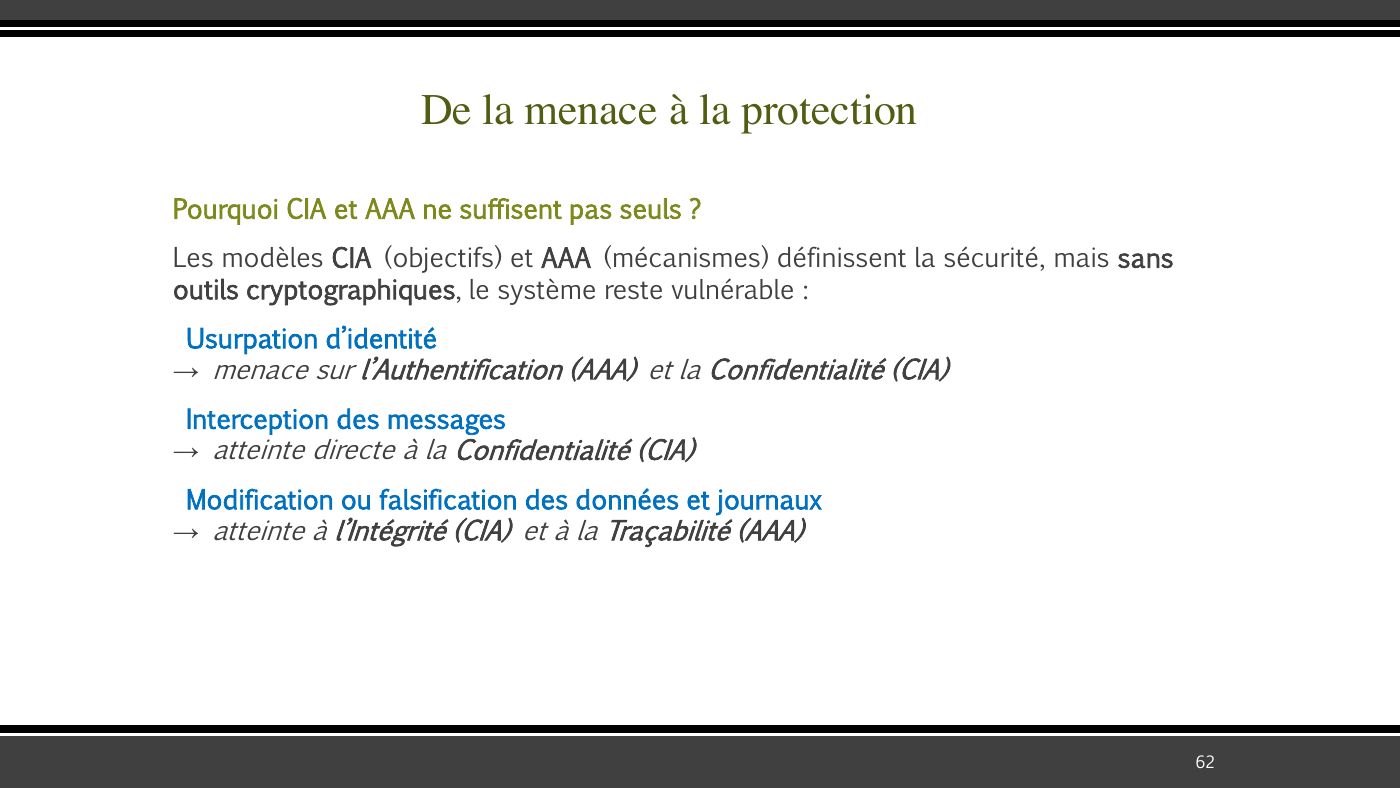 De la menace à la protection
Pourquoi CIA et AAA ne suffisent pas seuls ?
Les modèles CIA (objectifs) et AAA (mécanismes) définissent la sécurité, mais sans
outils cryptographiques, le système reste vulnérable :
Usurpation d’identité
→ menace sur l’Authentification (AAA) et la Confidentialité (CIA)
Interception des messages
→ atteinte directe à la Confidentialité (CIA)
Modification ou falsification des données et journaux
→ atteinte à l’Intégrité (CIA) et à la Traçabilité (AAA)
62